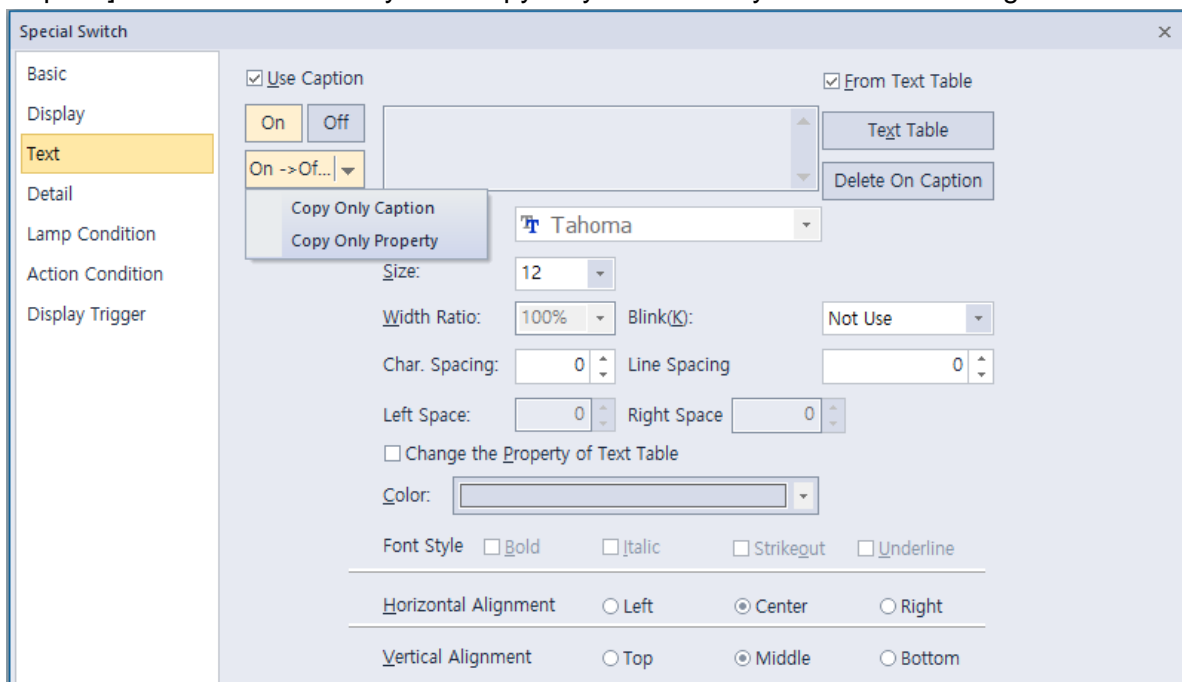 Special Switch
Basic
Display
Text
Detail
Lamp Condition
Action Condition
Display Trigger
Use Caption
From Text Table
On
Off
Text Table
On ->Of...
Delete On Caption
Copy Only Caption
Copy Only Property
Tahoma
Size:
12
Width Ratio:
100%
Blink(K):
Not Use
Char. Spacing:
0
Line Spacing
0
Left Space:
0
Right Space
0
Change the Property of Text Table
Color:
Font Style
Bold
Italic
Strikeout
Underline
Horizontal Alignment
Left
Center
Right
Vertical Alignment
Top
Middle
Bottom